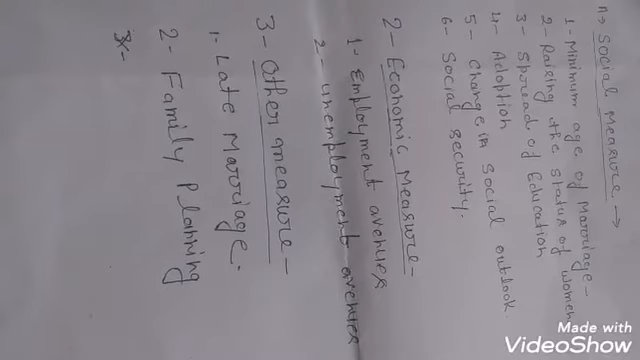 A⇒ Social Measure →
1- Minimum age of Marriage-
2- Raising the status of women
3- Spread of Education
4- Adoption
5- Change in Social outlook.
6- Social Security.
2- Economic Measure-
1- Employment avenues
2- unemployment avenues
3- Other measure-
1- Late Marriage.
2- Family Planning
3-
Made with
VideoShow